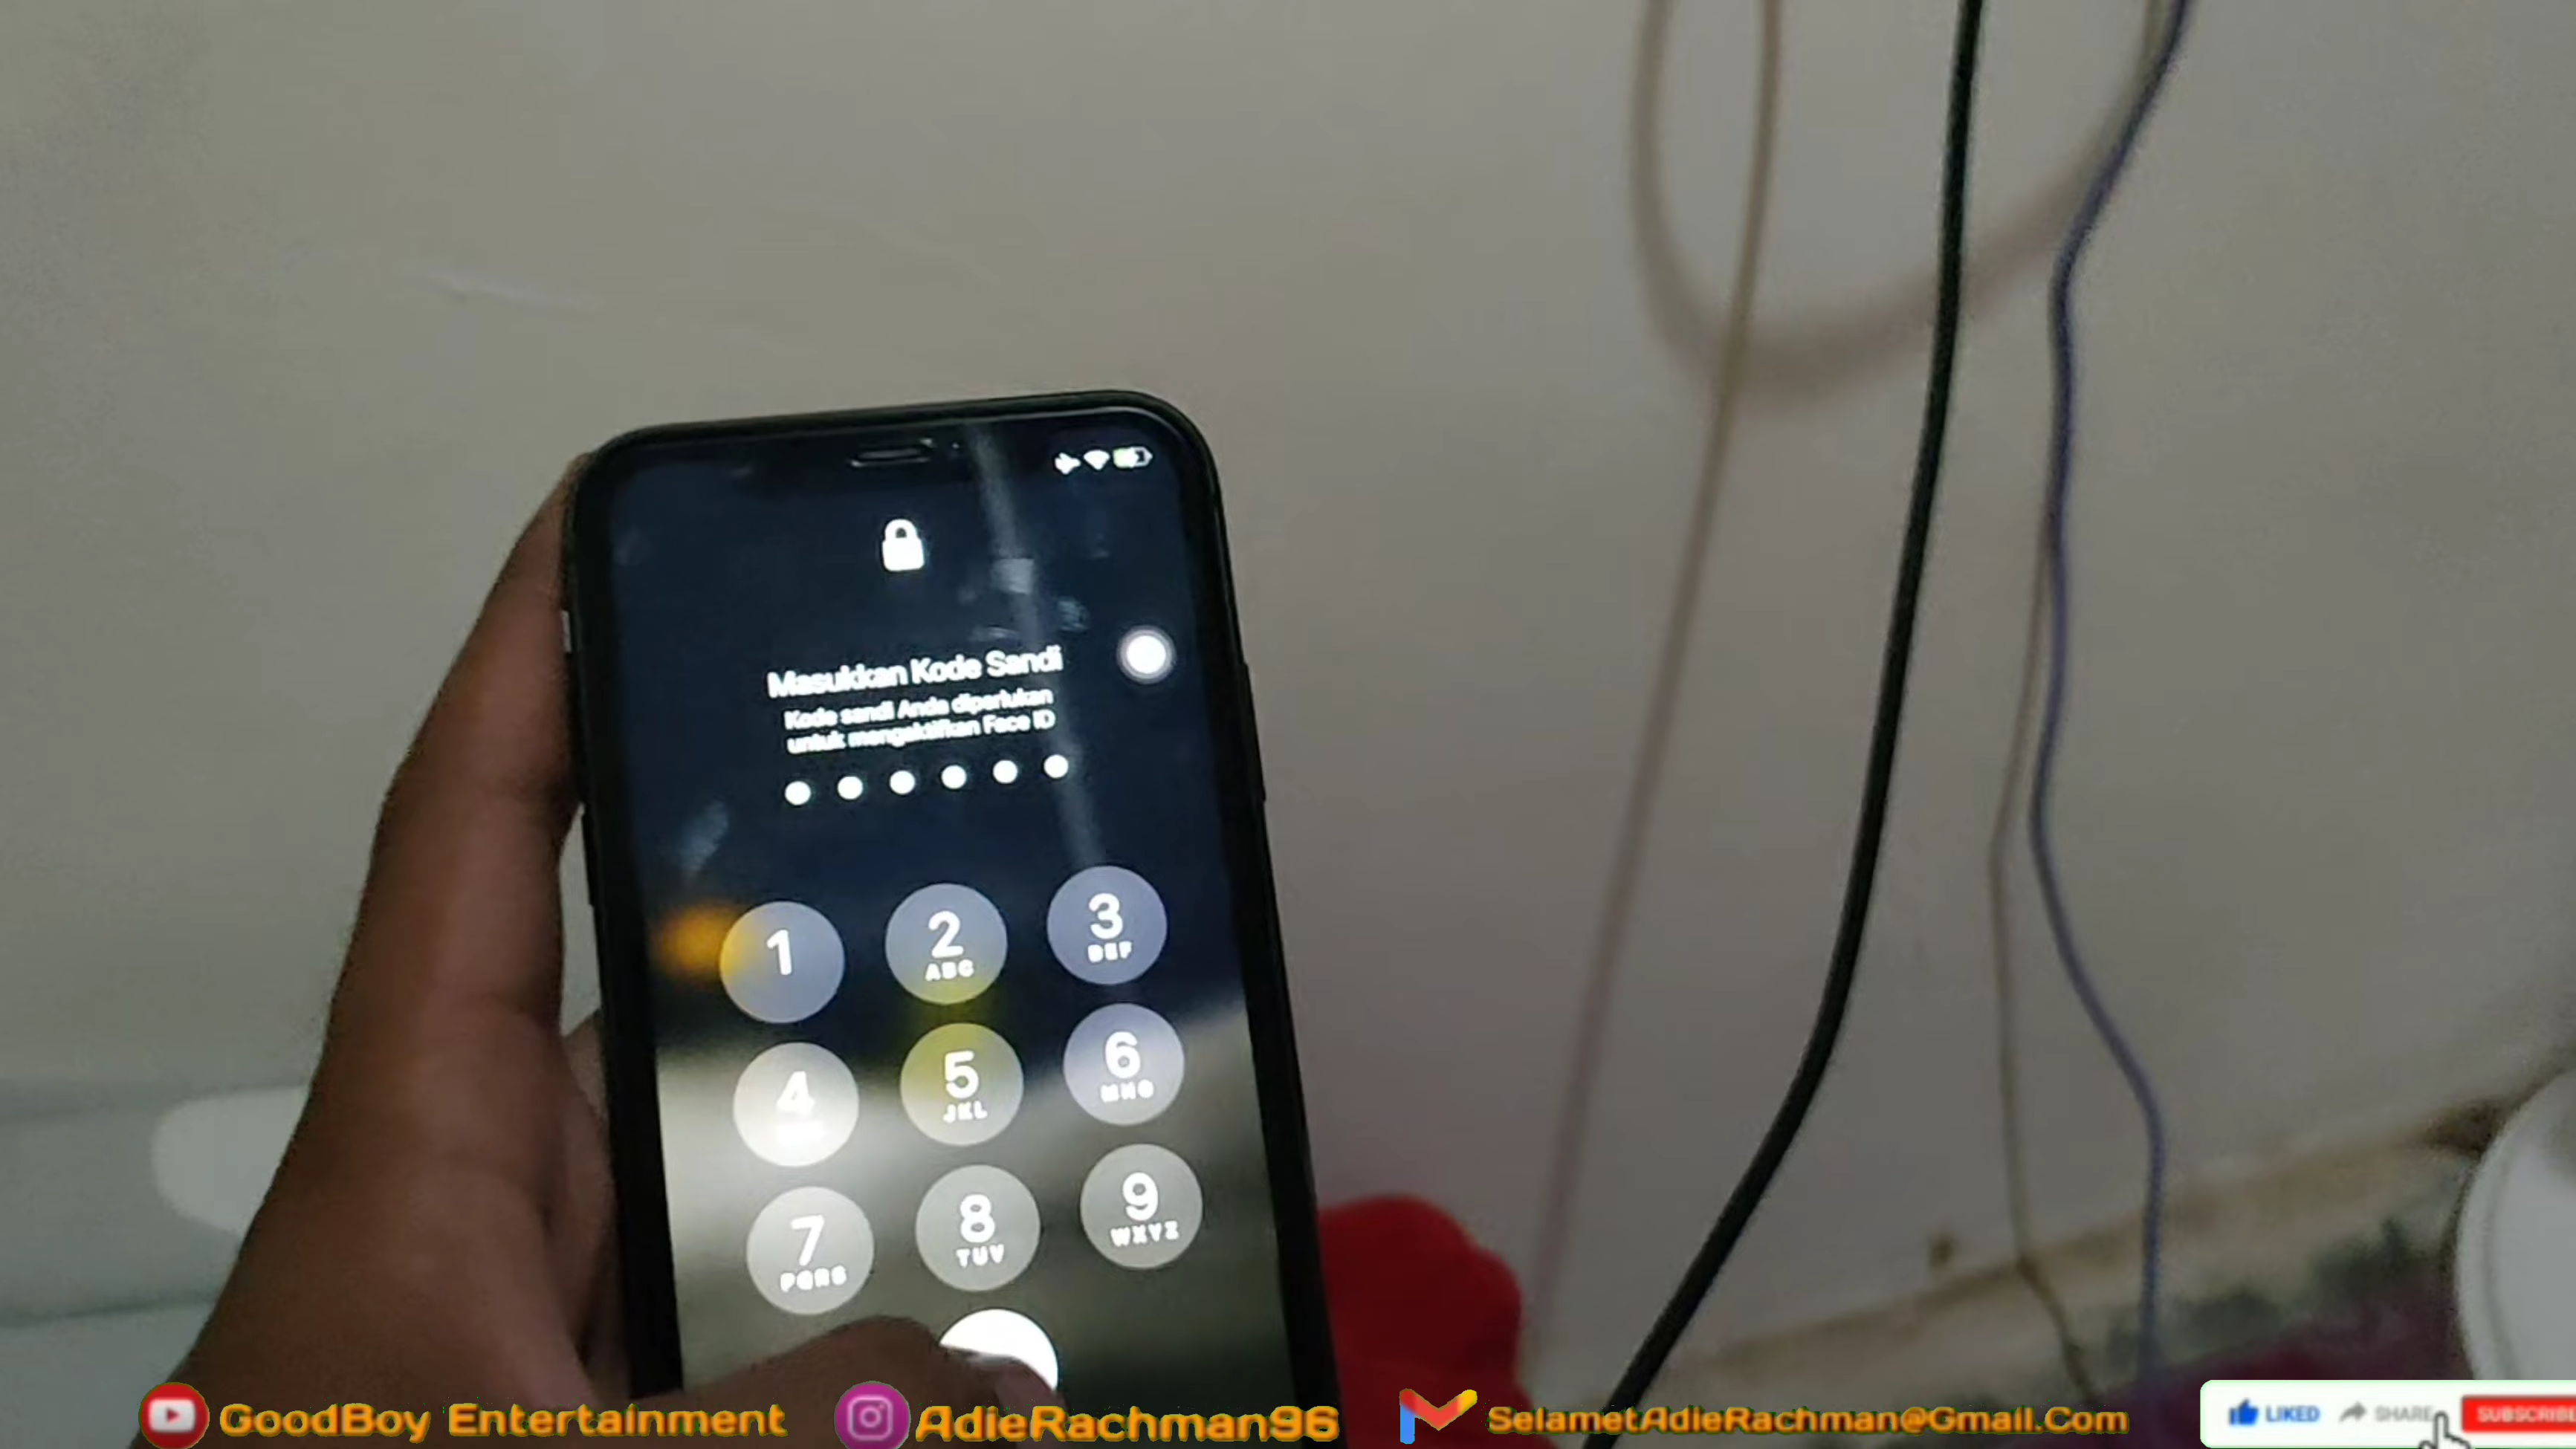 Masukkan Kode Sandi
Kode sandi Anda diperlukan
untuk mengaktifkan Face ID
1
2
ABC
3
DEF
4
5
JKL
6
MNO
7
PQRS
8
TUV
9
WXYZ
GoodBoy Entertainment
AdieRachman96
SelametAdieRachman@Gmail.Com
LIKED
SHARE
SUBSCRIBE